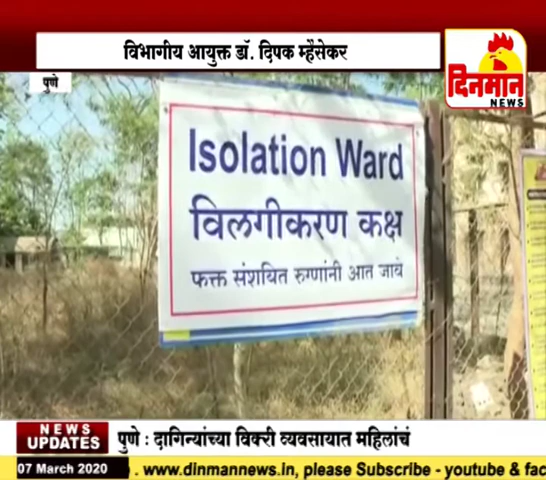 विभागीय आयुक्त डॉ. दिपक म्हैसेकर
दिनमान
NEWS
पुणे
Isolation Ward
विलगीकरण कक्ष
फक्त संशयित रुग्णांनी आत जावे
NEWS
UPDATES
पुणे : दागिन्यांच्या विक्री व्यवसायात महिलांचं
07 March 2020
. www.dinmannews.in, please Subscribe - youtube & fac